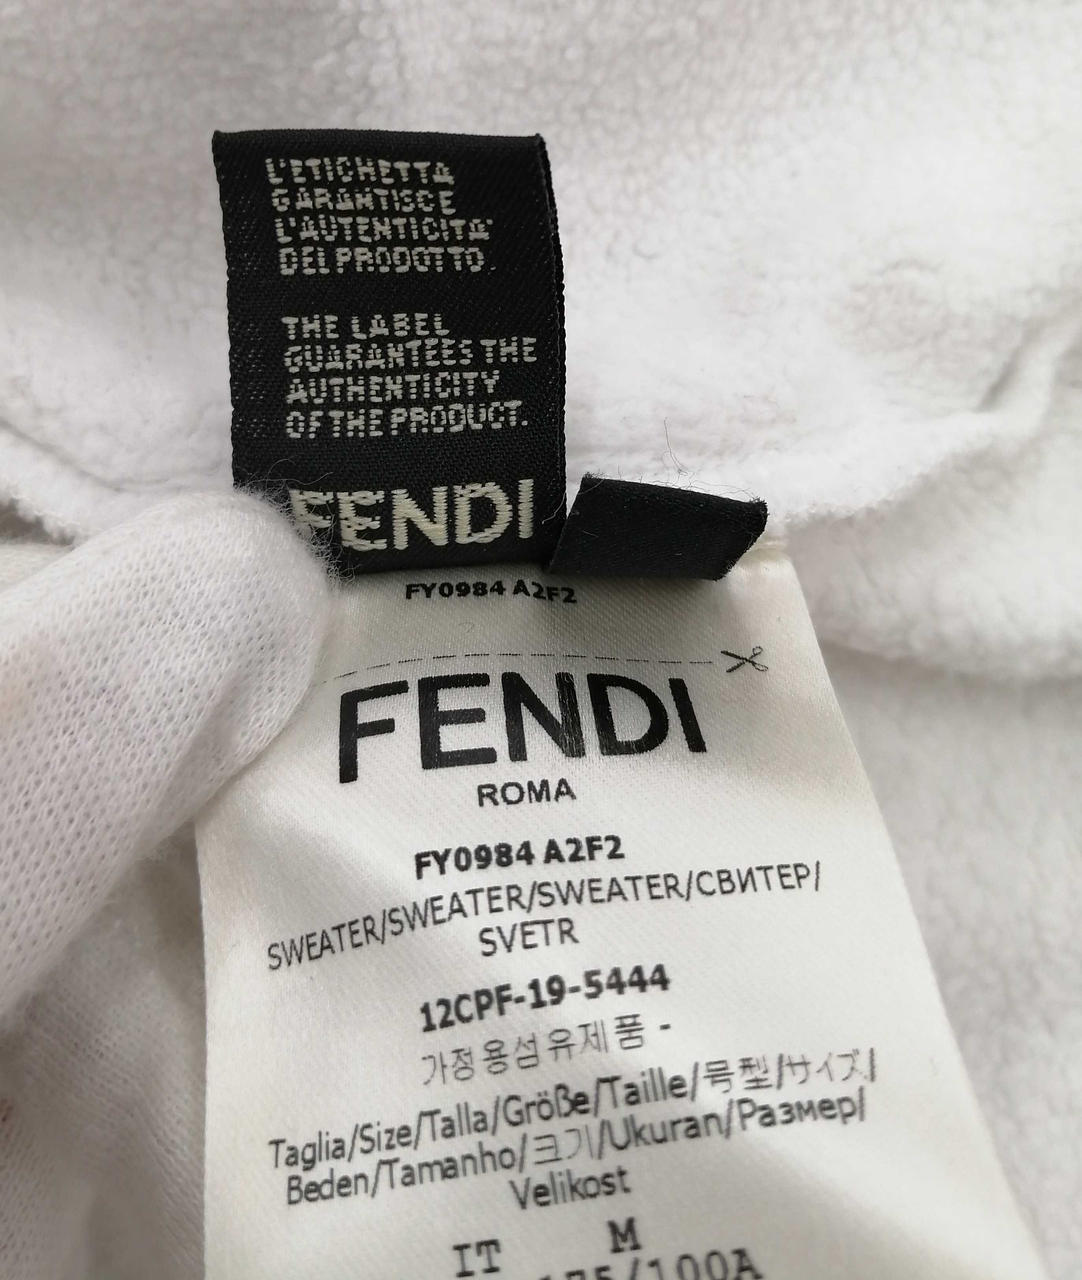 L'ETICHETTA
GARANTISCE
L'AUTENTICITA'
DEL PRODOTTO.
THE LABEL
GUARANTEES THE
AUTHENTICITY
OF THE PRODUCT.
FENDI
FY0984 A2F2
FENDI
ROMA
FY0984 A2F2
SWEATER/SWEATER/SWEATER/СВИТЕР/
SVETR
12CPF-19-5444
가정용섬유제품 -
Taglia/Size/Talla/Größe/Taille/号型/サイズ/
Beden/Tamanho/크기/Ukuran/Размер/
Velikost
IT M
175/100A